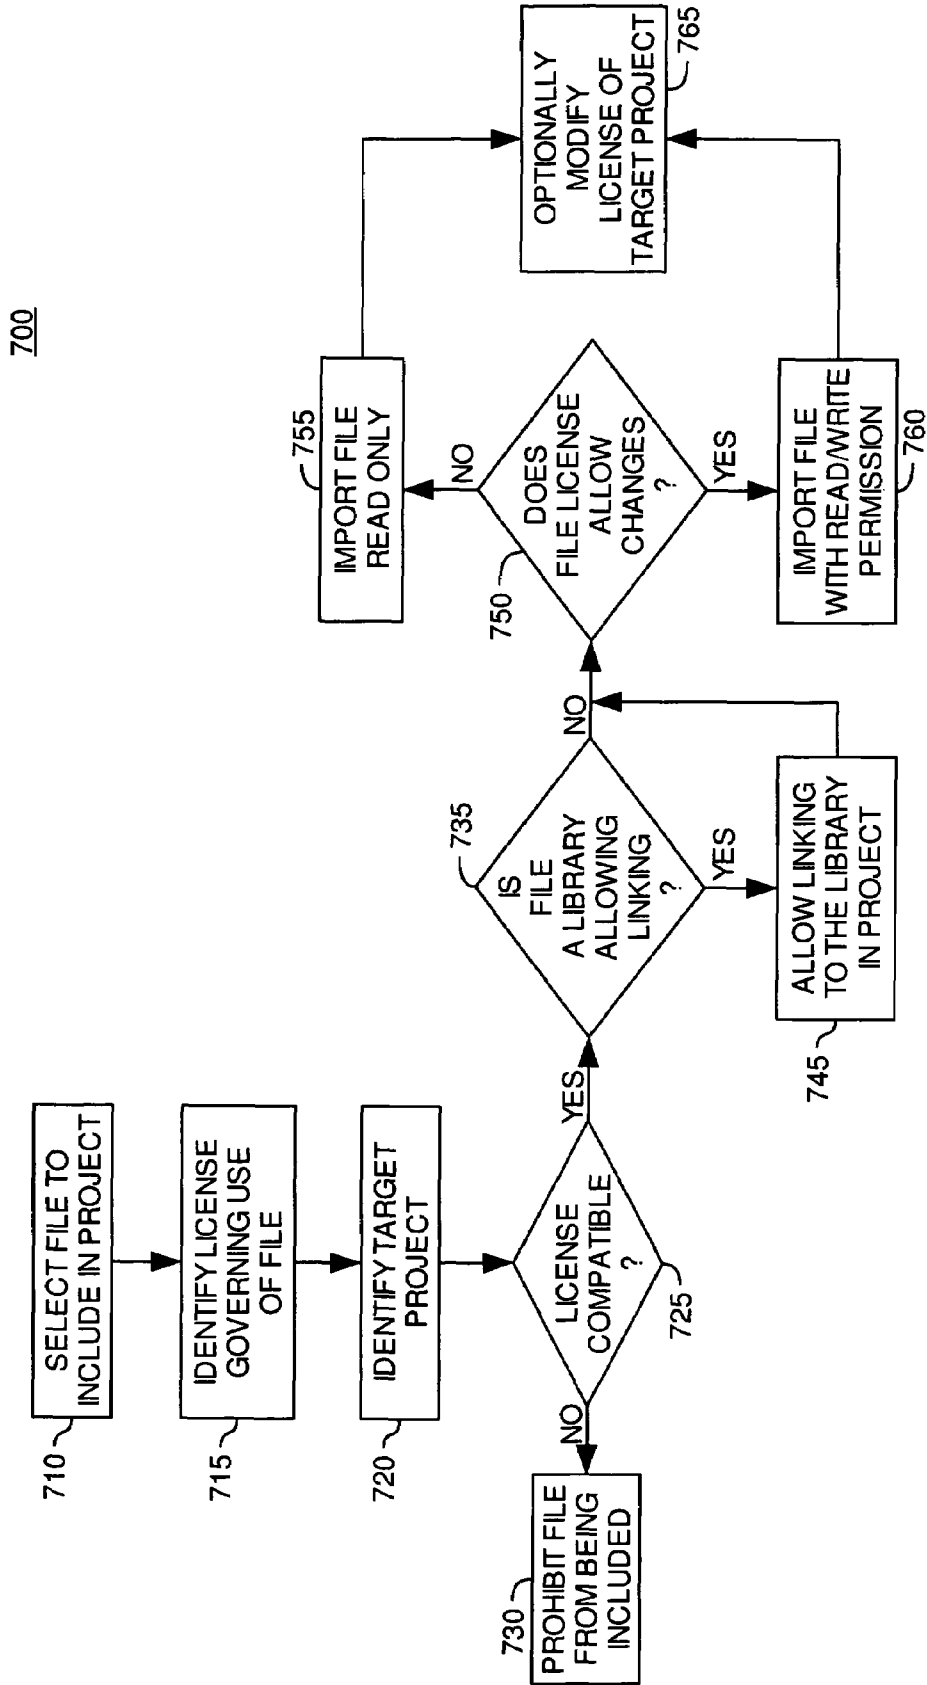 700
SELECT FILE TO
INCLUDE IN PROJECT
710
IDENTIFY LICENSE
GOVERNING USE
OF FILE
715
IDENTIFY TARGET
PROJECT
720
LICENSE
COMPATIBLE
?
725
NO
PROHIBIT FILE
FROM BEING
INCLUDED
730
YES
IS
FILE
A LIBRARY
ALLOWING
LINKING
?
735
YES
ALLOW LINKING
TO THE LIBRARY
IN PROJECT
745
NO
DOES
FILE LICENSE
ALLOW
CHANGES
?
750
NO
IMPORT FILE
READ ONLY
755
YES
IMPORT FILE
WITH READ/WRITE
PERMISSION
760
OPTIONALLY
MODIFY
LICENSE OF
TARGET PROJECT
765